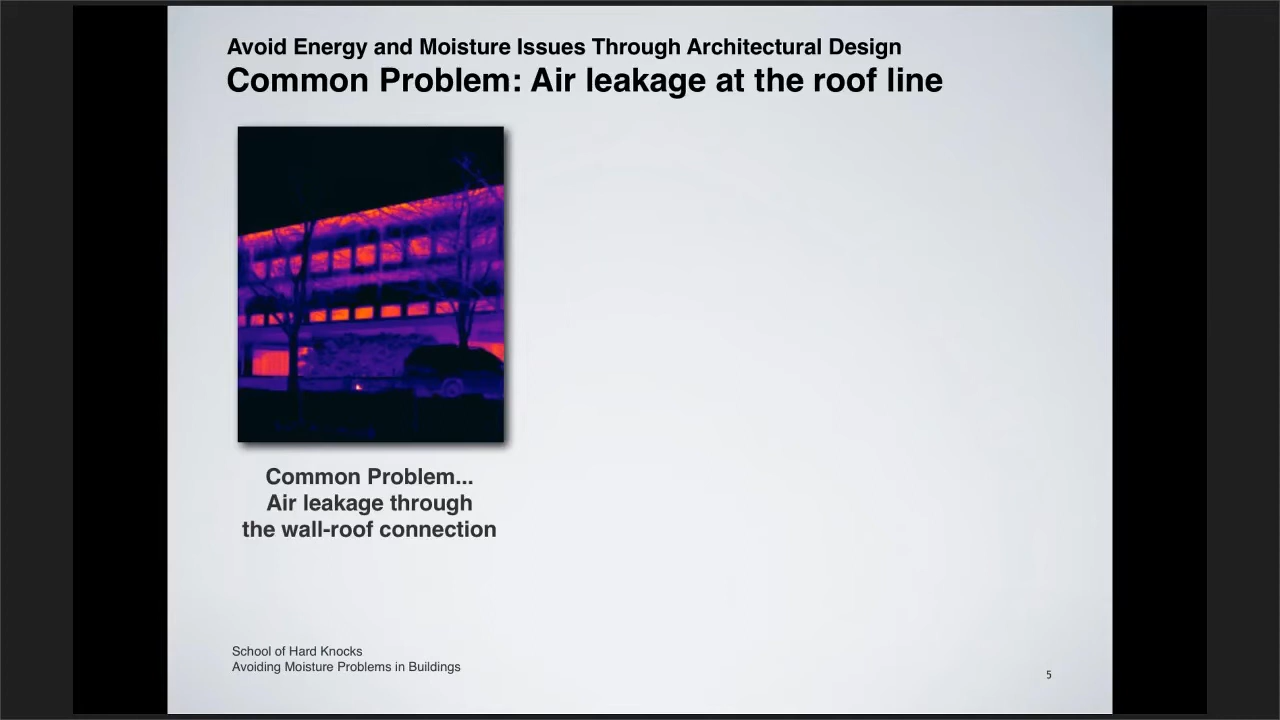 Avoid Energy and Moisture Issues Through Architectural Design
Common Problem: Air leakage at the roof line
Common Problem...
Air leakage through
the wall-roof connection
School of Hard Knocks
Avoiding Moisture Problems in Buildings
5